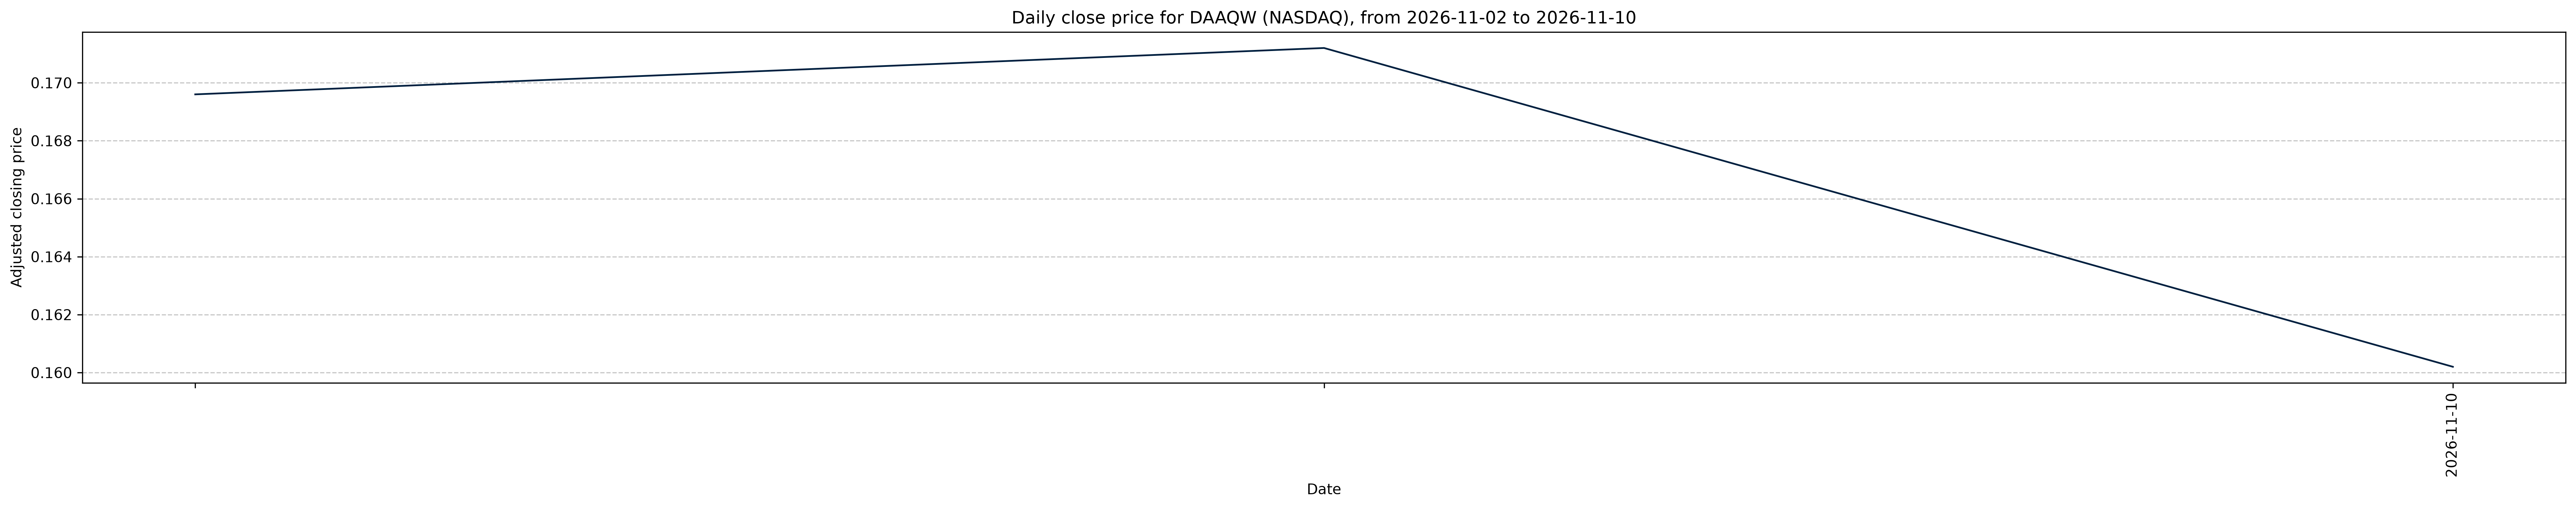 Daily close price for DAAQW (NASDAQ), from 2026-11-02 to 2026-11-10
Adjusted closing price
0.170
0.168
0.166
0.164
0.162
0.160
2026-11-10
Date